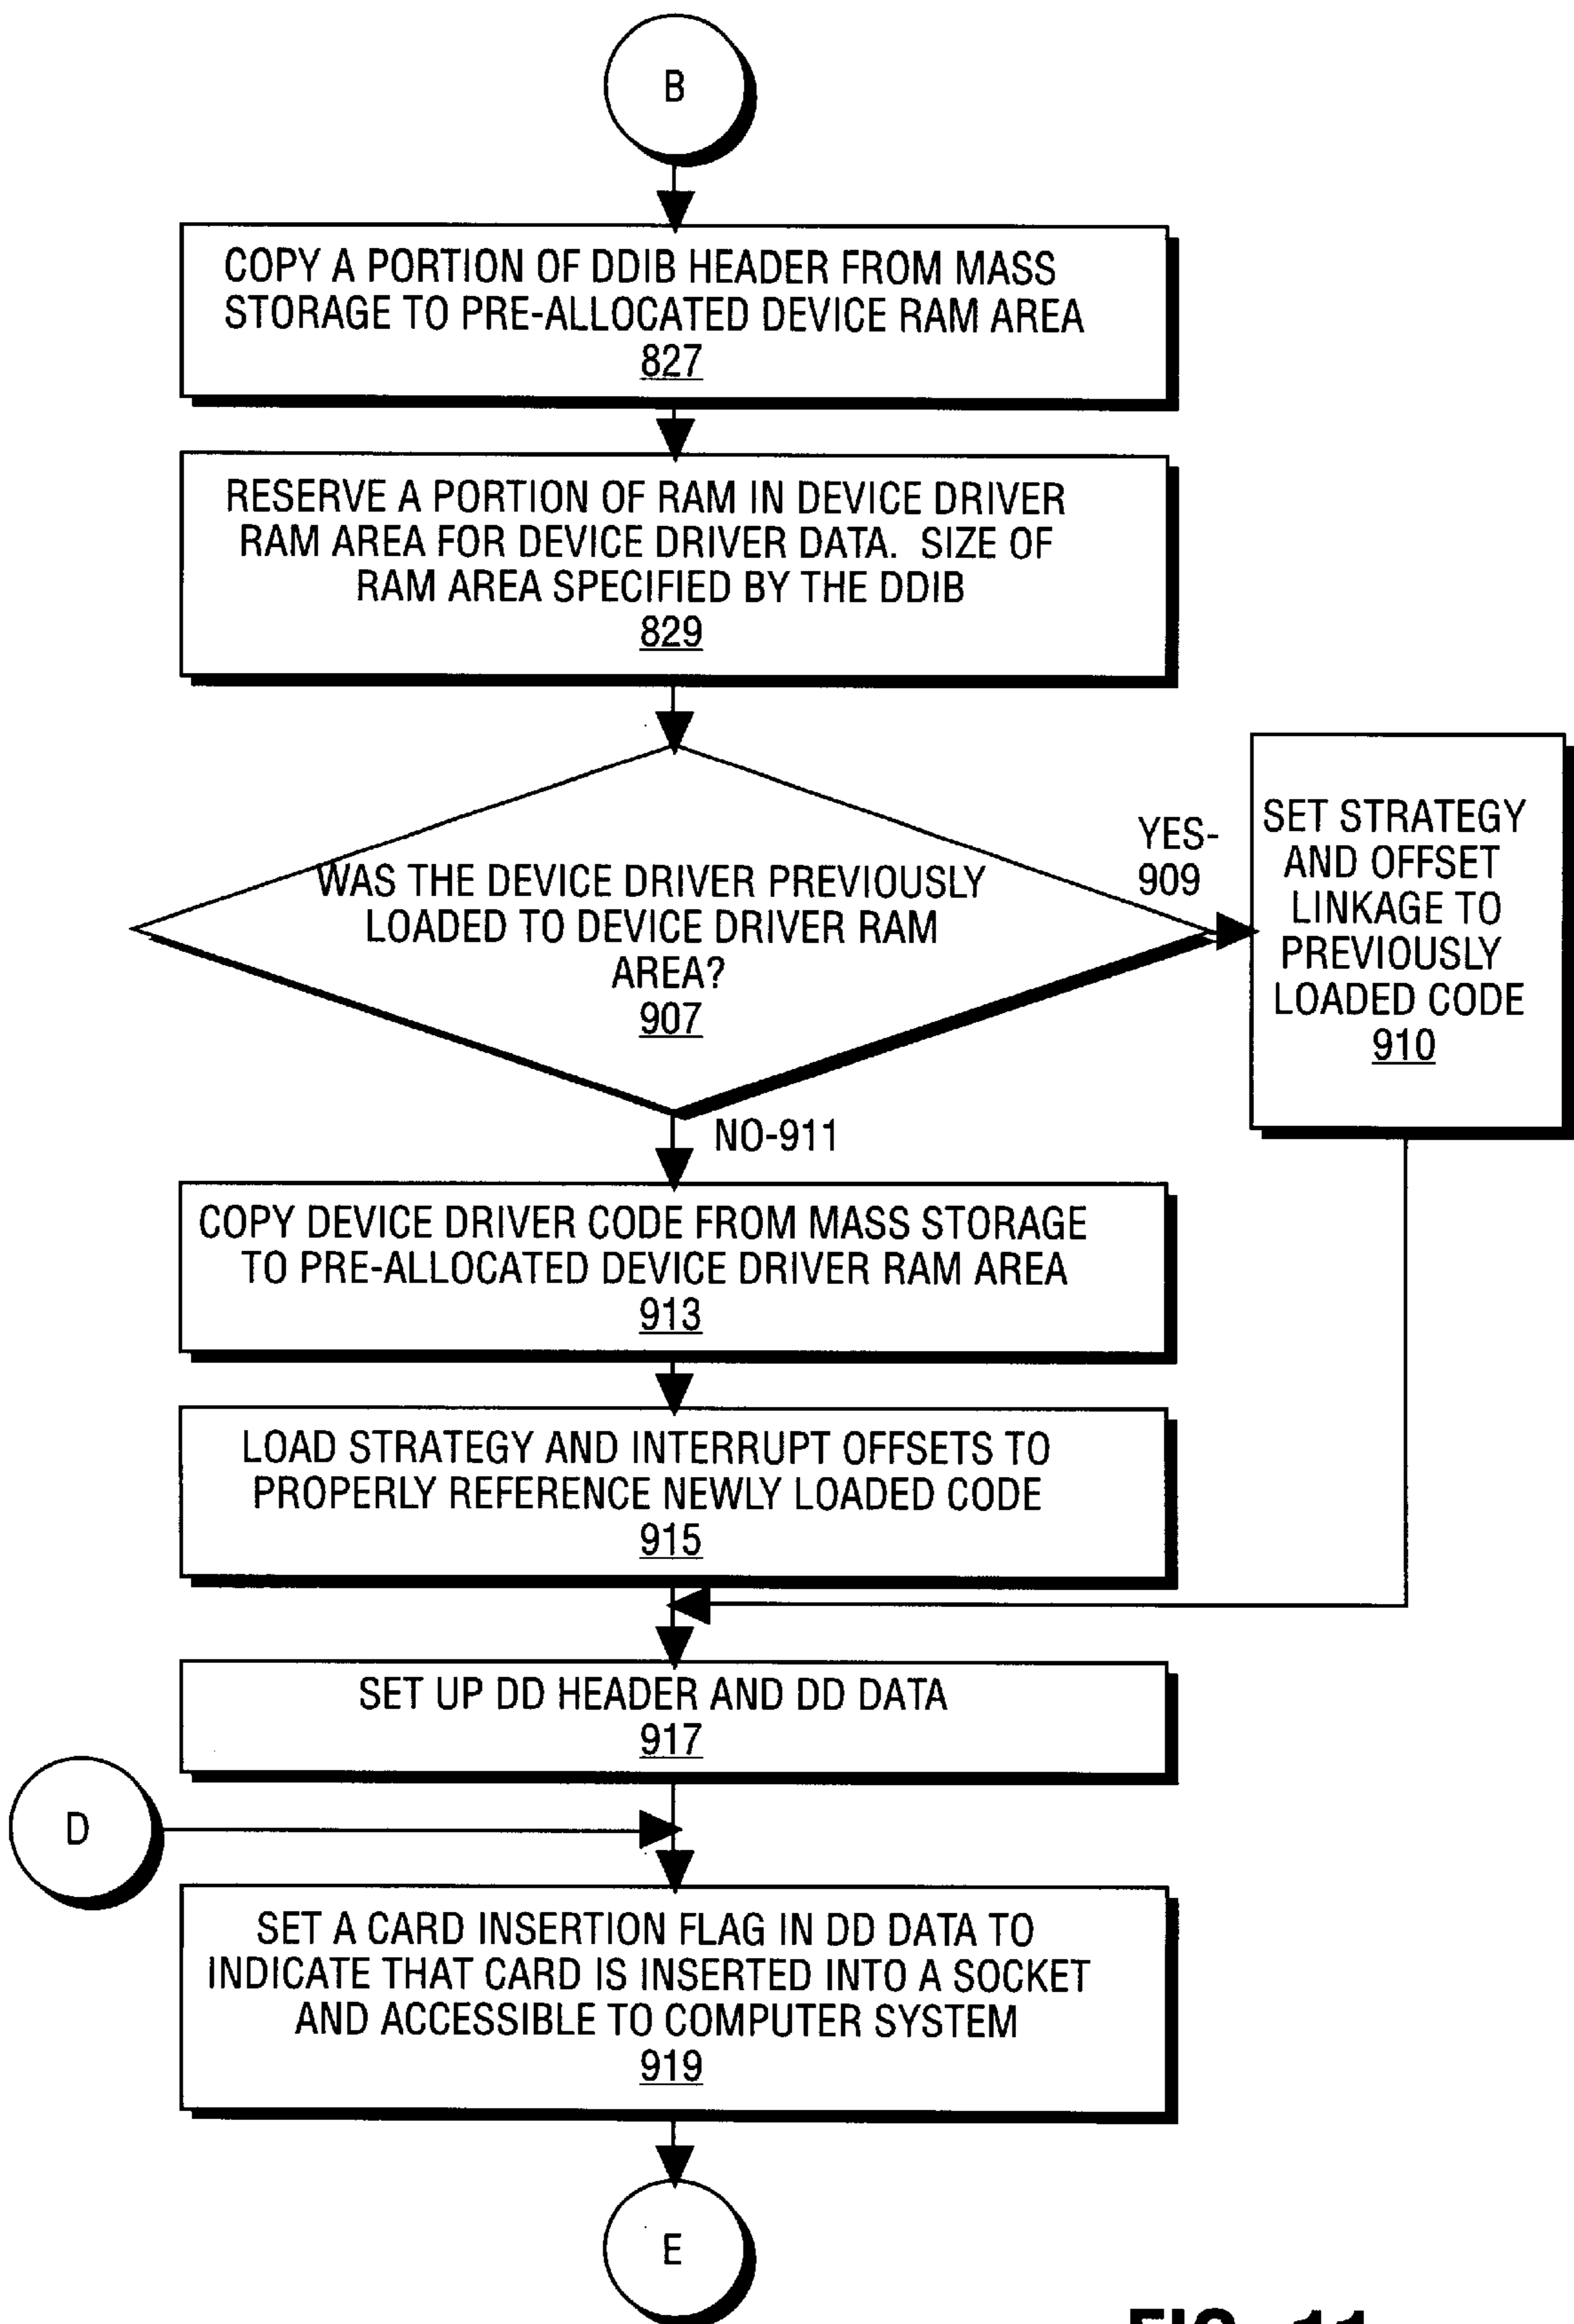 B
COPY A PORTION OF DDIB HEADER FROM MASS
STORAGE TO PRE-ALLOCATED DEVICE RAM AREA
827
RESERVE A PORTION OF RAM IN DEVICE DRIVER
RAM AREA FOR DEVICE DRIVER DATA. SIZE OF
RAM AREA SPECIFIED BY THE DDIB
829
WAS THE DEVICE DRIVER PREVIOUSLY
LOADED TO DEVICE DRIVER RAM
AREA?
907
YES-
909
SET STRATEGY
AND OFFSET
LINKAGE TO
PREVIOUSLY
LOADED CODE
910
NO-911
COPY DEVICE DRIVER CODE FROM MASS STORAGE
TO PRE-ALLOCATED DEVICE DRIVER RAM AREA
913
LOAD STRATEGY AND INTERRUPT OFFSETS TO
PROPERLY REFERENCE NEWLY LOADED CODE
915
SET UP DD HEADER AND DD DATA
917
D
SET A CARD INSERTION FLAG IN DD DATA TO
INDICATE THAT CARD IS INSERTED INTO A SOCKET
AND ACCESSIBLE TO COMPUTER SYSTEM
919
E
FIG. 11